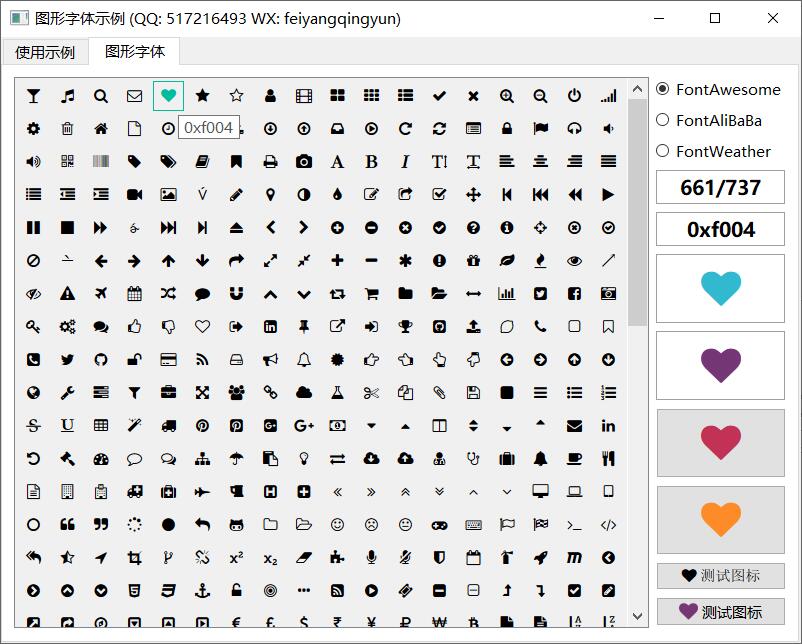 图形字体示例 (QQ: 517216493 WX: feiyangqingyun)
使用示例 图形字体
0xf004
FontAwesome
FontAliBaBa
FontWeather
661/737
0xf004
测试图标
测试图标